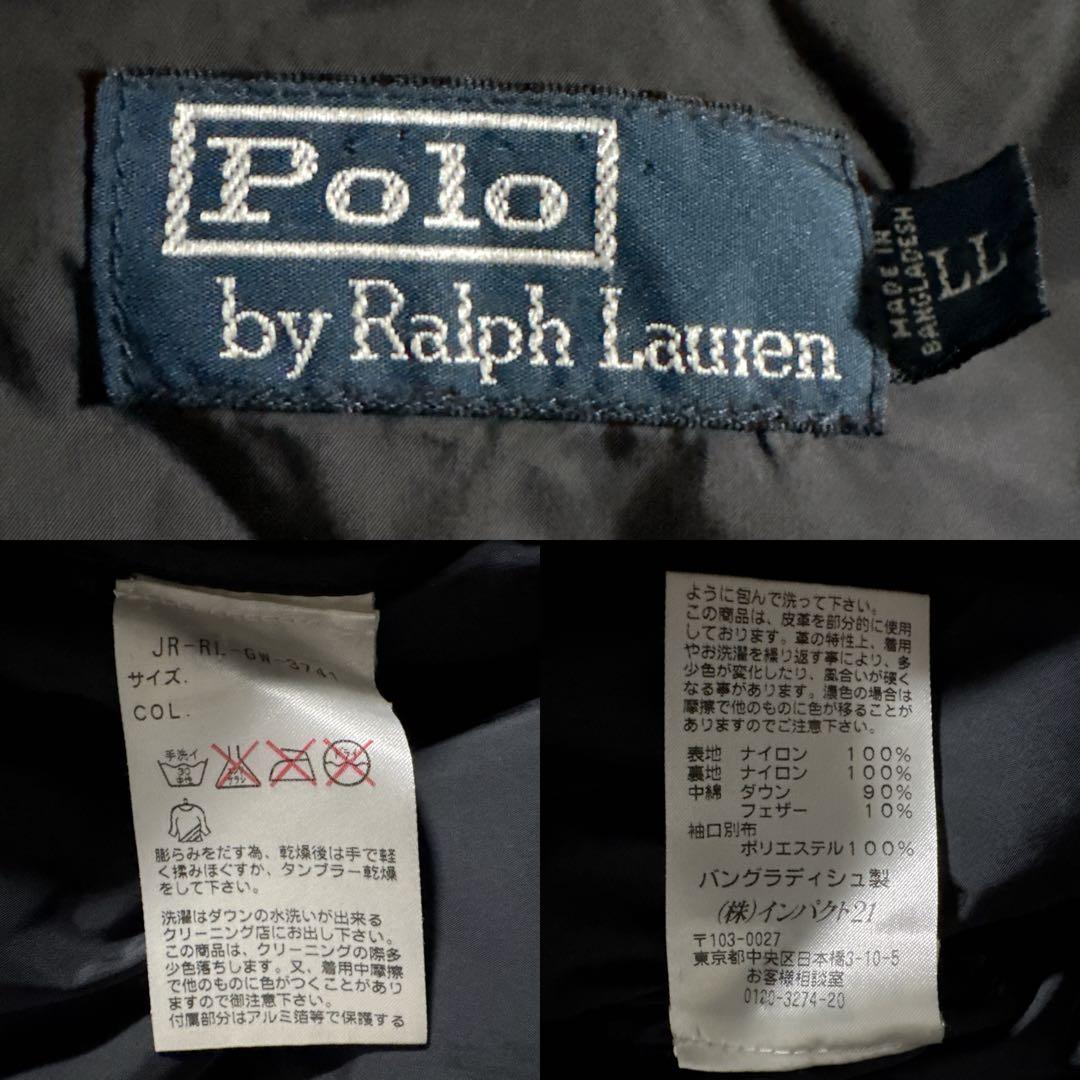 Polo
by Ralph Lauren
MADE IN
BANGLADESH
LL
JR-RL-GW-3741
サイズ.
COL.
手洗イ
30
中性
エンソ
サラシ
ドライ
膨らみをだす為、乾燥後は手で軽
く揉みほぐすか、タンブラー乾燥
をして下さい。
洗濯はダウンの水洗いが出来る
クリーニング店にお出し下さい。
この商品は、クリーニングの際多
少色落ちします。又、着用中摩擦
で他のものに色がつくことがあり
ますので御注意下さい。
付属部分はアルミ箔等で保護する
ように包んで洗って下さい。
この商品は、皮革を部分的に使用
しております。革の特性上、着用
やお洗濯を繰り返す事により、多
少色が変化したり、風合いが硬く
なる事があります。濃色の場合は
摩擦で他のものに色が移ることが
ありますのでご注意下さい。
表地 ナイロン 100%
裏地 ナイロン 100%
中綿 ダウン 90%
フェザー 10%
袖口別布
ポリエステル100%
バングラディシュ製
(株)インパクト21
〒103-0027
東京都中央区日本橋3-10-5
お客様相談室
0120-3274-20